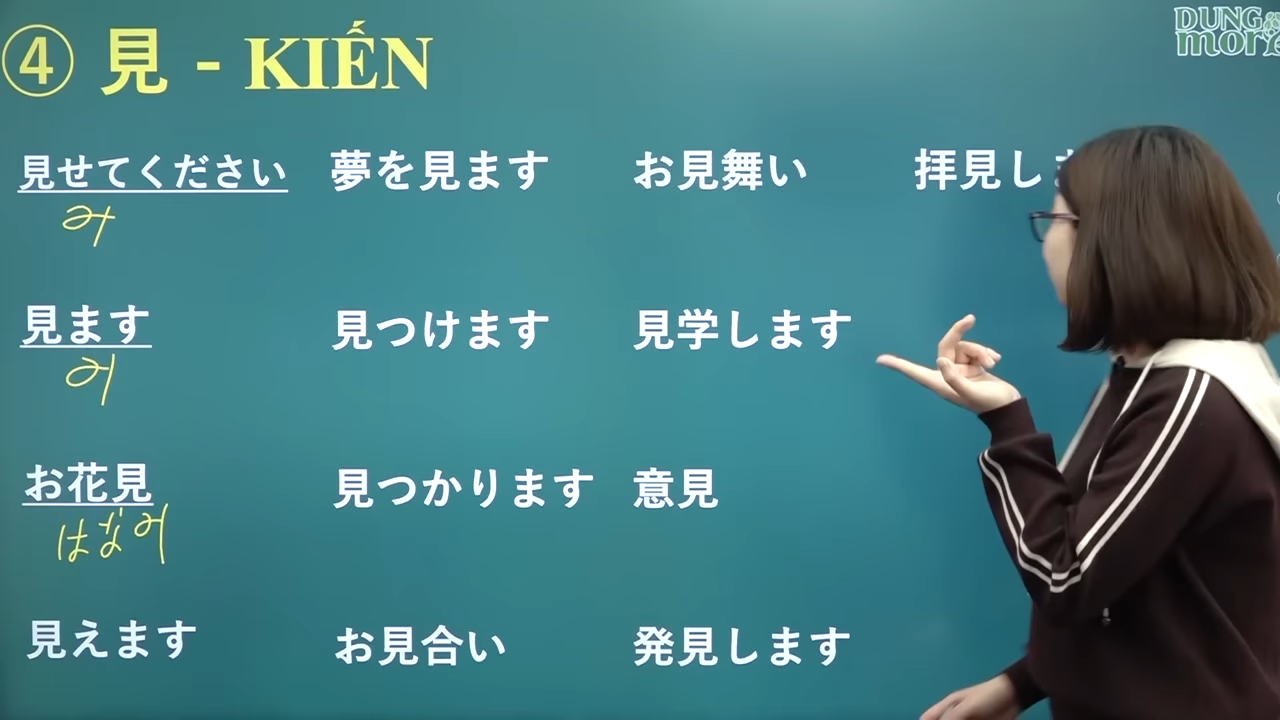 ④ 見 - KIẾN
DUNG
mori
見せてください 夢を見ます お見舞い 拝見しま
み
見ます 見つけます 見学します
み
お花見 見つかります 意見
はなみ
見えます お見合い 発見します